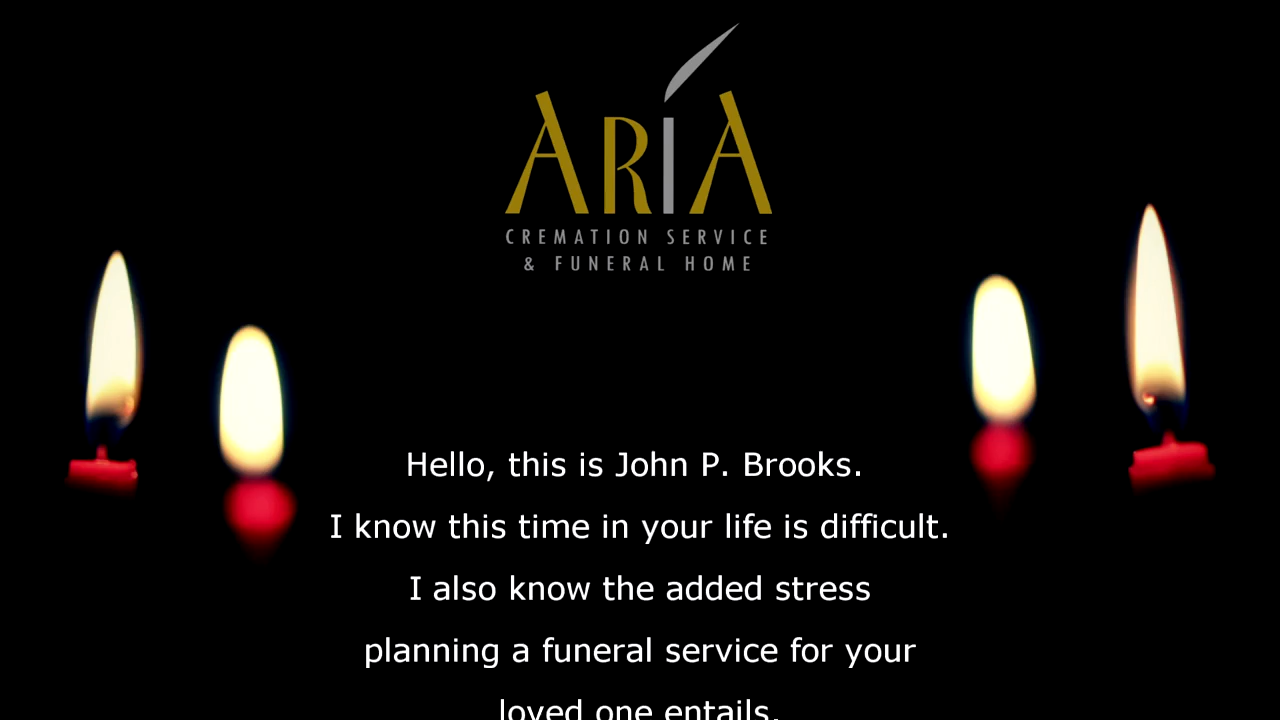 ARIA
CREMATION SERVICE
& FUNERAL HOME
Hello, this is John P. Brooks.
I know this time in your life is difficult.
I also know the added stress
planning a funeral service for your
loved one entails.